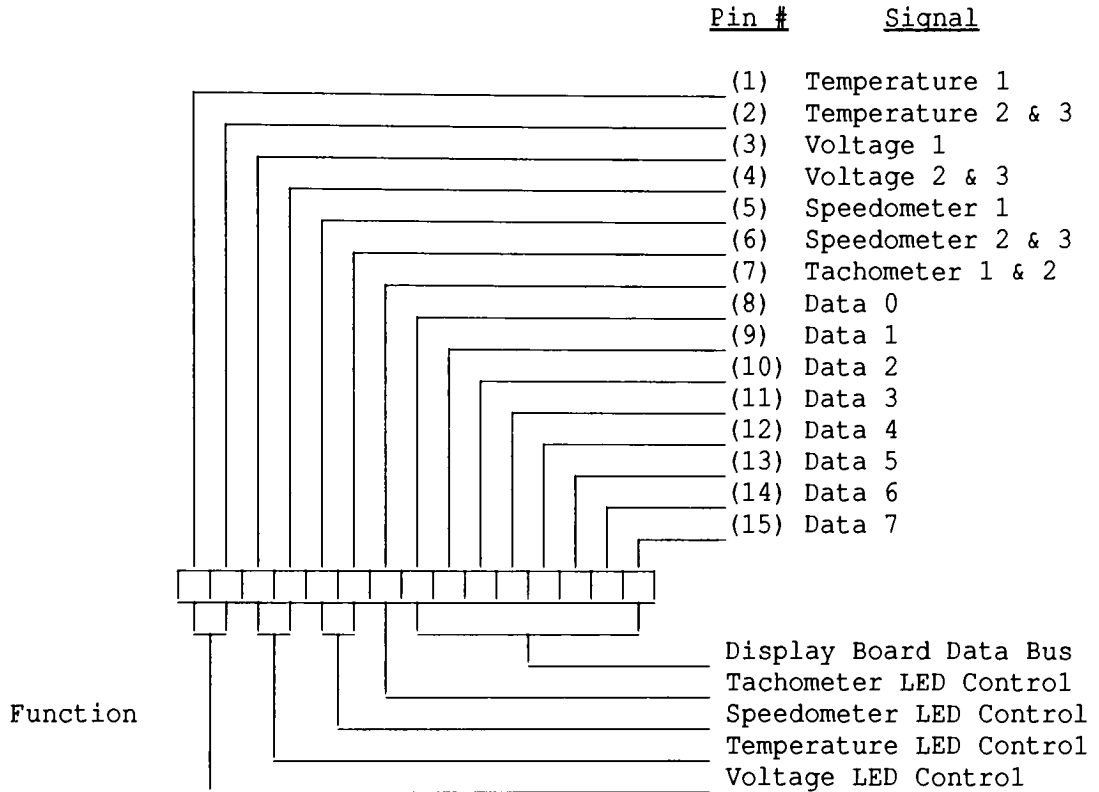 Pin # Signal
(1) Temperature 1
(2) Temperature 2 & 3
(3) Voltage 1
(4) Voltage 2 & 3
(5) Speedometer 1
(6) Speedometer 2 & 3
(7) Tachometer 1 & 2
(8) Data 0
(9) Data 1
(10) Data 2
(11) Data 3
(12) Data 4
(13) Data 5
(14) Data 6
(15) Data 7
Display Board Data Bus
Tachometer LED Control
Function
Speedometer LED Control
Temperature LED Control
Voltage LED Control